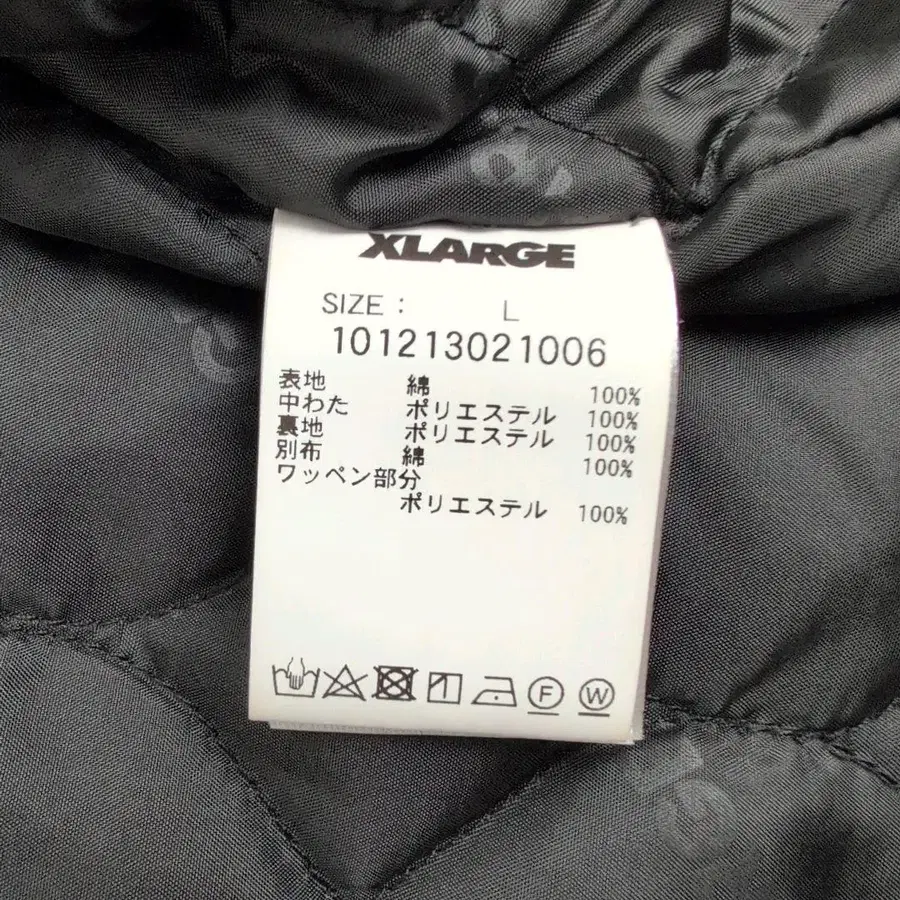 XLARGE
SIZE : L
101213021006
表地 綿 100%
中わた ポリエステル 100%
裏地 ポリエステル 100%
別布 綿 100%
ワッペン部分
ポリエステル 100%
F W